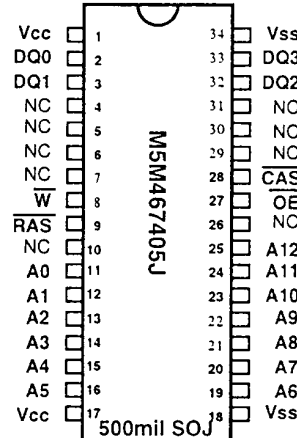 Vcc 1 34 Vss
DQ0 2 33 DQ3
DQ1 3 32 DQ2
NC 4 31 NC
NC 5 30 NC
NC 6 29 NC
NC 7 28 CAS
W 8 27 OE
RAS 9 26 NC
NC 10 25 A12
A0 11 24 A11
A1 12 23 A10
A2 13 22 A9
A3 14 21 A8
A4 15 20 A7
A5 16 19 A6
Vcc 17 18 Vss
M5M467405J
500mil SOJ